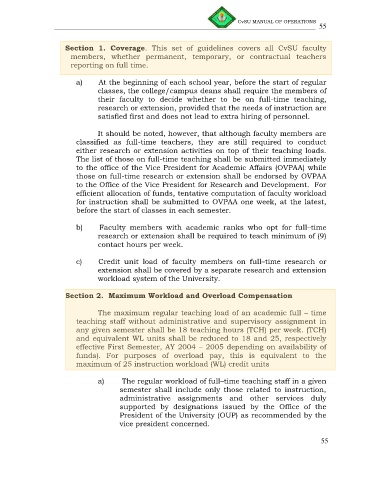 CvSU MANUAL OF OPERATIONS
55
Section 1. Coverage. This set of guidelines covers all CvSU faculty
members, whether permanent, temporary, or contractual teachers
reporting on full time.
a) At the beginning of each school year, before the start of regular
classes, the college/campus deans shall require the members of
their faculty to decide whether to be on full-time teaching,
research or extension, provided that the needs of instruction are
satisfied first and does not lead to extra hiring of personnel.
It should be noted, however, that although faculty members are
classified as full-time teachers, they are still required to conduct
either research or extension activities on top of their teaching loads.
The list of those on full-time teaching shall be submitted immediately
to the office of the Vice President for Academic Affairs (OVPAA) while
those on full-time research or extension shall be endorsed by OVPAA
to the Office of the Vice President for Research and Development. For
efficient allocation of funds, tentative computation of faculty workload
for instruction shall be submitted to OVPAA one week, at the latest,
before the start of classes in each semester.
b) Faculty members with academic ranks who opt for full–time
research or extension shall be required to teach minimum of (9)
contact hours per week.
c) Credit unit load of faculty members on full–time research or
extension shall be covered by a separate research and extension
workload system of the University.
Section 2. Maximum Workload and Overload Compensation
The maximum regular teaching load of an academic full – time
teaching staff without administrative and supervisory assignment in
any given semester shall be 18 teaching hours (TCH) per week. (TCH)
and equivalent WL units shall be reduced to 18 and 25, respectively
effective First Semester, AY 2004 – 2005 depending on availability of
funds). For purposes of overload pay, this is equivalent to the
maximum of 25 instruction workload (WL) credit units
a) The regular workload of full–time teaching staff in a given
semester shall include only those related to instruction,
administrative assignments and other services duly
supported by designations issued by the Office of the
President of the University (OUP) as recommended by the
vice president concerned.
55